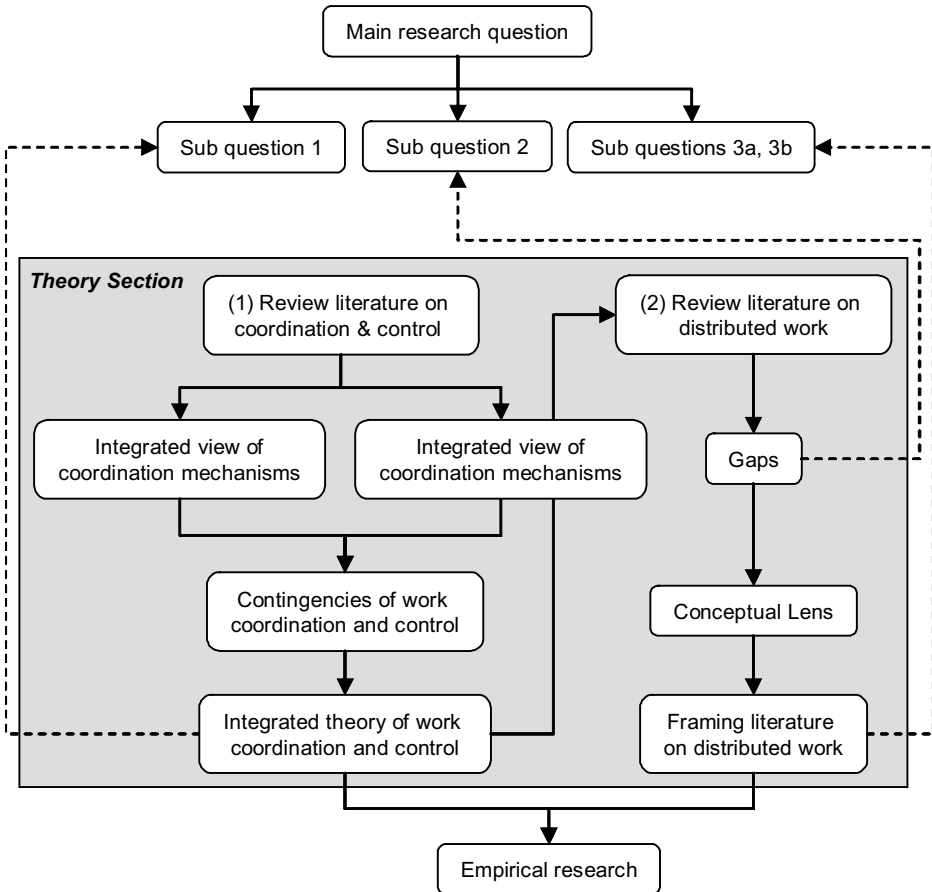 Main research question
Sub question 1
Sub question 2
Sub questions 3a, 3b
Theory Section
(1) Review literature on
coordination & control
(2) Review literature on
distributed work
Integrated view of
coordination mechanisms
Integrated view of
coordination mechanisms
Gaps
Contingencies of work
coordination and control
Conceptual Lens
Integrated theory of work
coordination and control
Framing literature
on distributed work
Empirical research